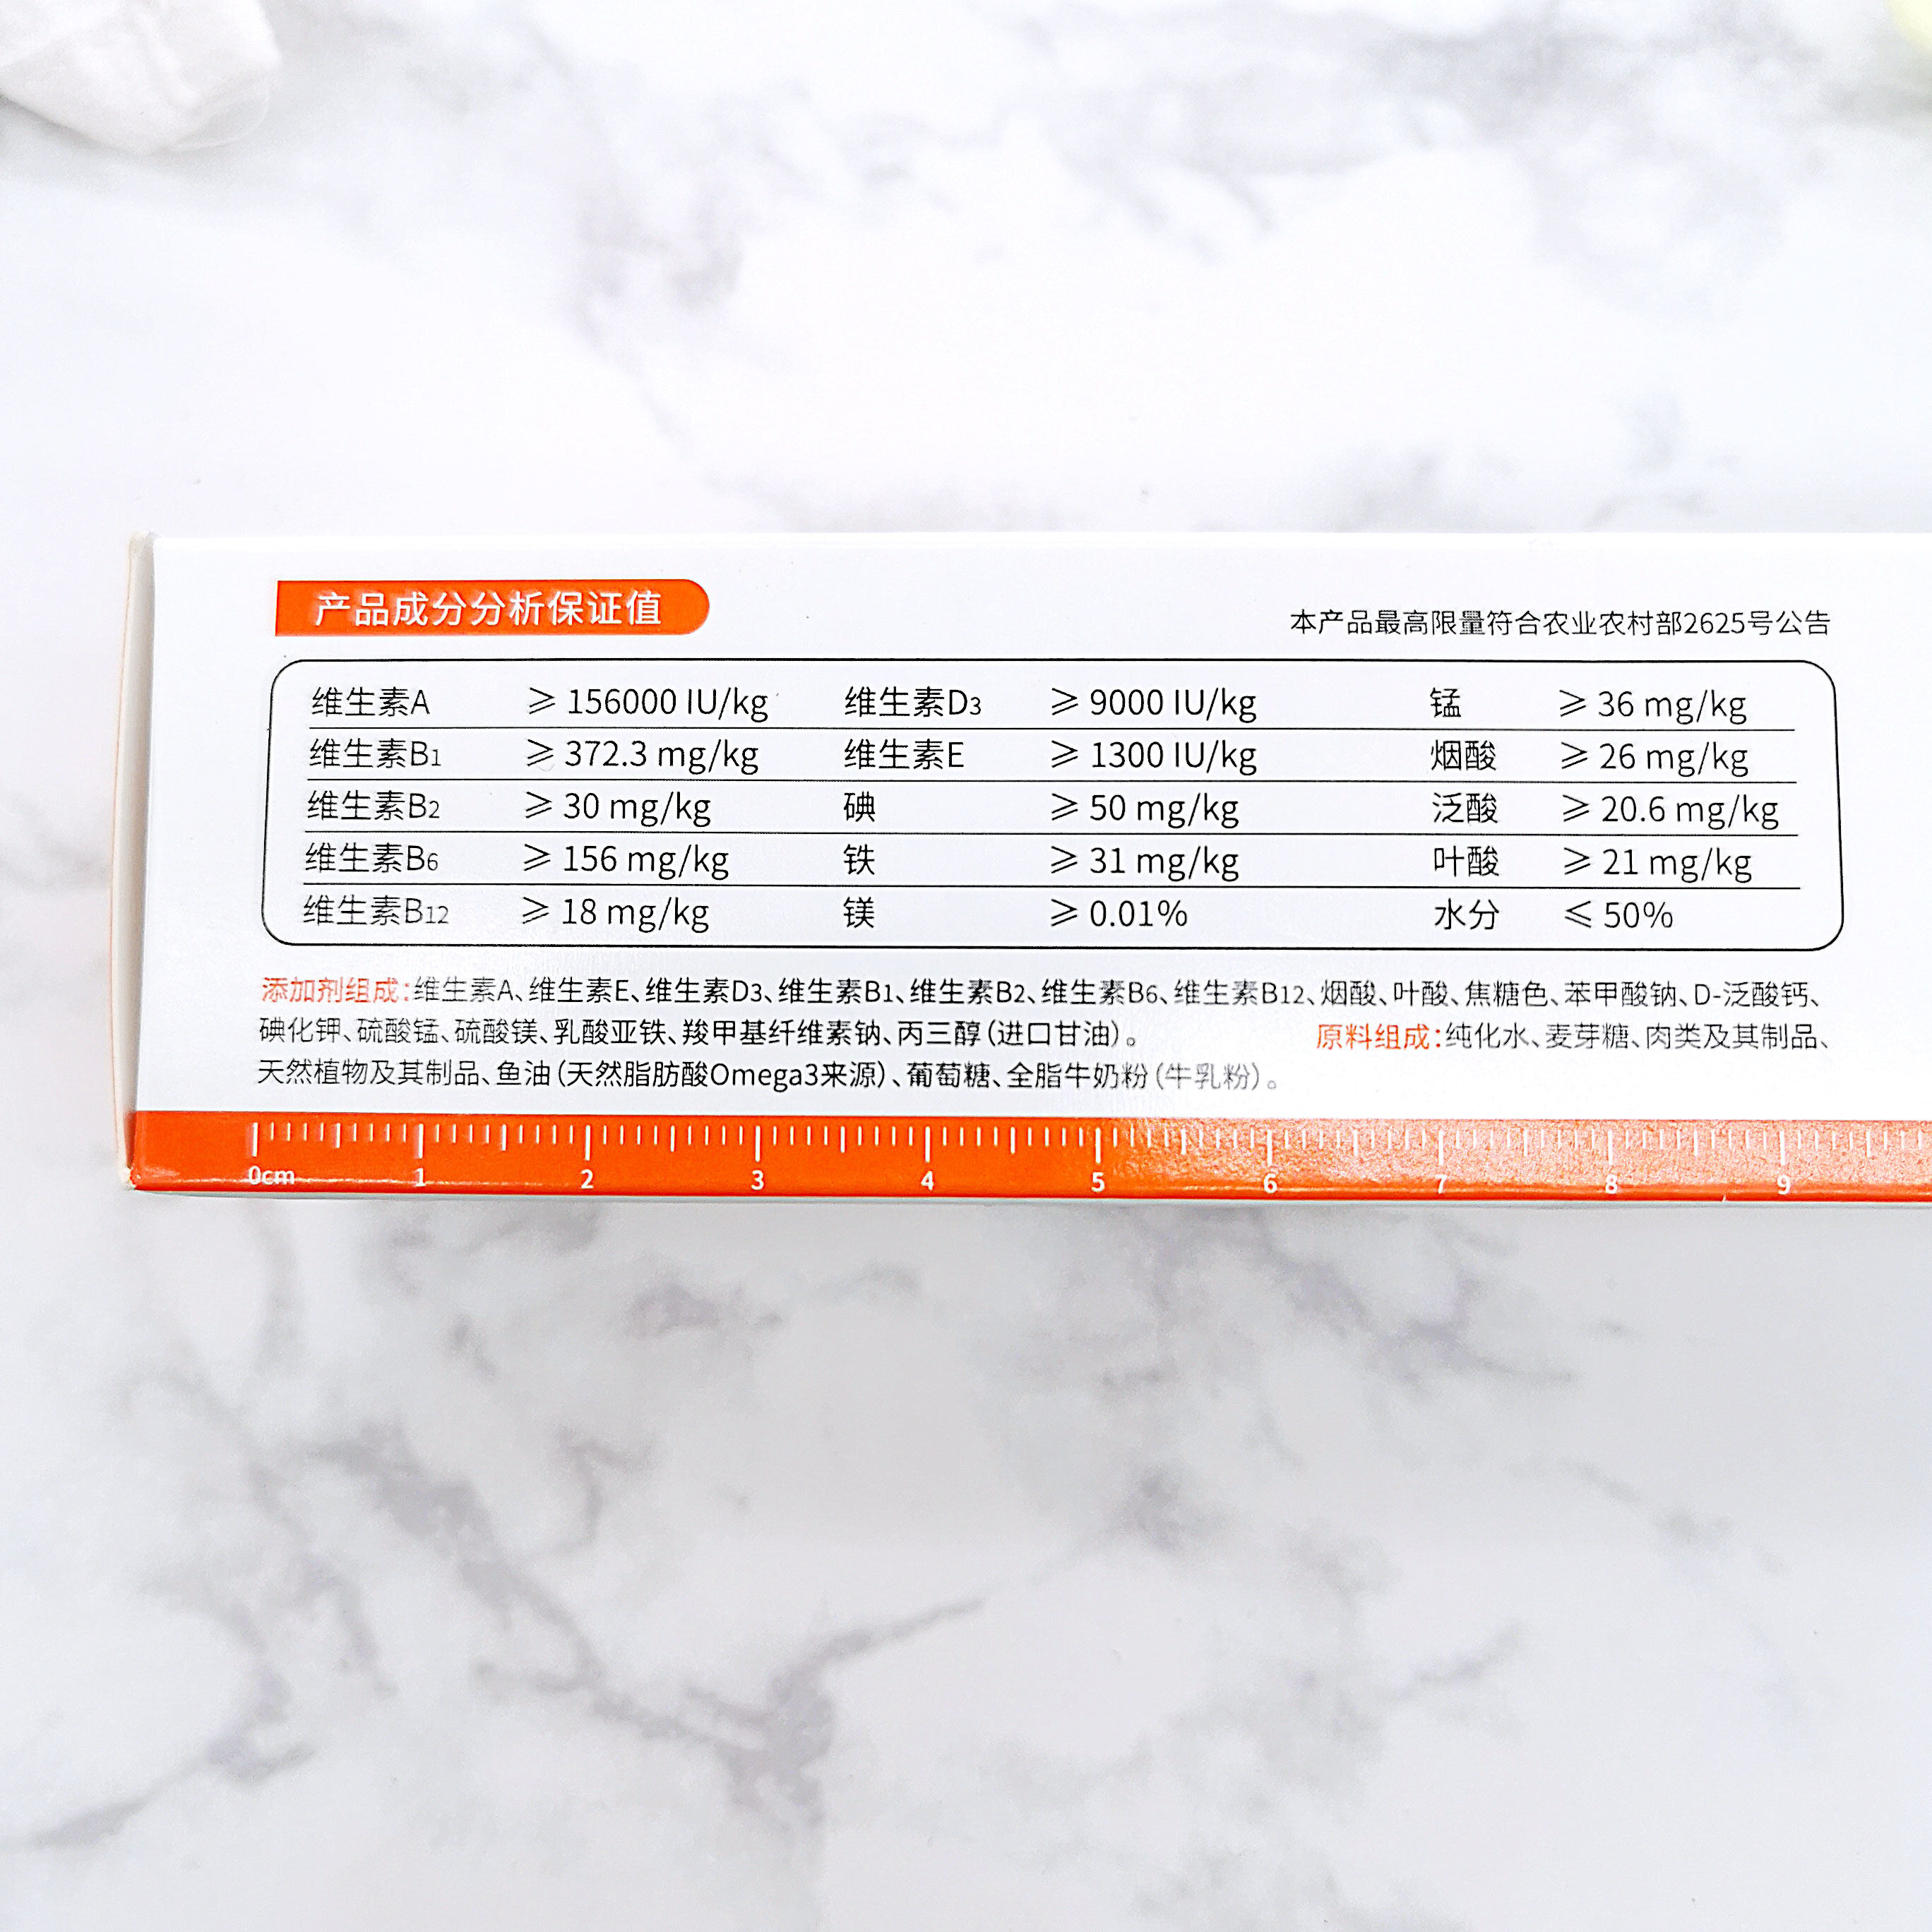 产品成分分析保证值
本产品最高限量符合农业农村部2625号公告
维生素A ≥ 156000 IU/kg 维生素D3 ≥ 9000 IU/kg 锰 ≥ 36 mg/kg
维生素B1 ≥ 372.3 mg/kg 维生素E ≥ 1300 IU/kg 烟酸 ≥ 26 mg/kg
维生素B2 ≥ 30 mg/kg 碘 ≥ 50 mg/kg 泛酸 ≥ 20.6 mg/kg
维生素B6 ≥ 156 mg/kg 铁 ≥ 31 mg/kg 叶酸 ≥ 21 mg/kg
维生素B12 ≥ 18 mg/kg 镁 ≥ 0.01% 水分 ≤ 50%
添加剂组成:维生素A、维生素E、维生素D3、维生素B1、维生素B2、维生素B6、维生素B12、烟酸、叶酸、焦糖色、苯甲酸钠、D-泛酸钙、
碘化钾、硫酸锰、硫酸镁、乳酸亚铁、羧甲基纤维素钠、丙三醇(进口甘油)。 原料组成:纯化水、麦芽糖、肉类及其制品、
天然植物及其制品、鱼油(天然脂肪酸Omega3来源)、葡萄糖、全脂牛奶粉(牛乳粉)。
0cm 1 2 3 4 5 6 7 8 9